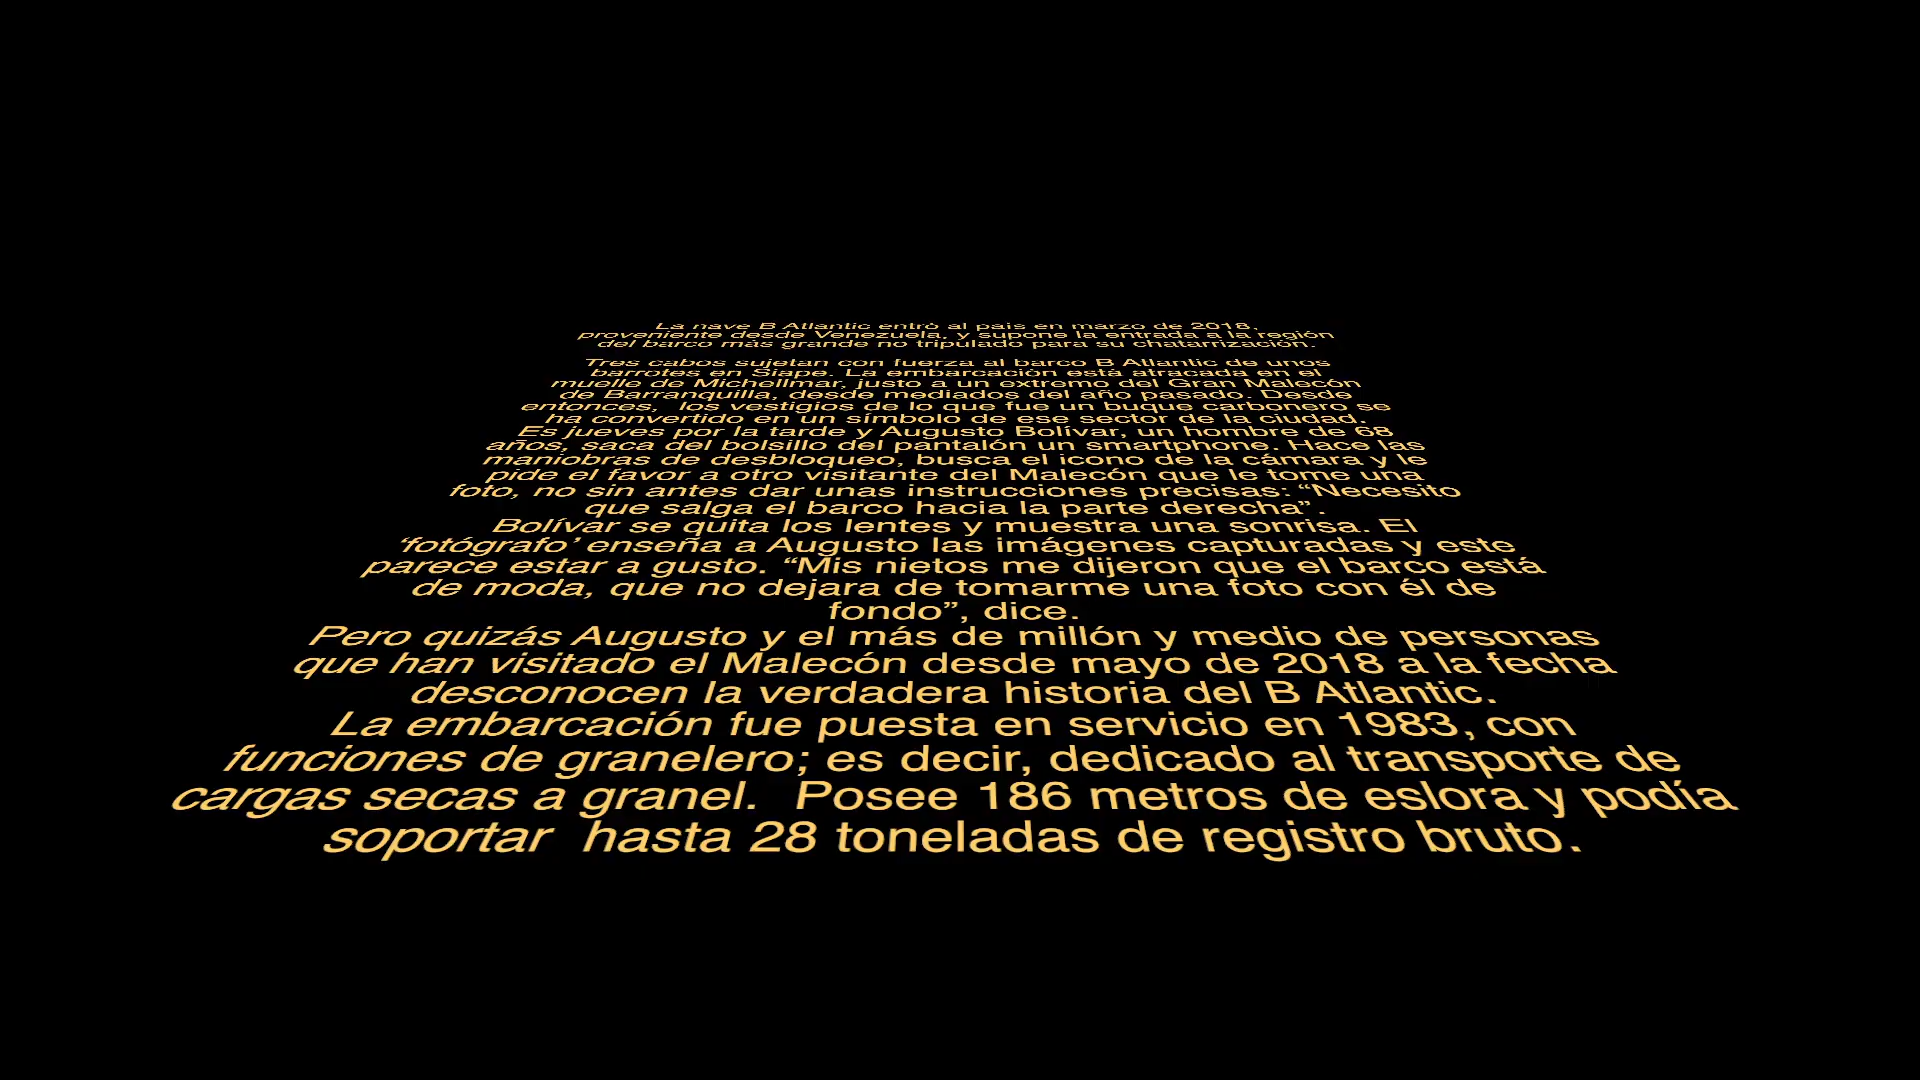 La nave B Atlantic entró al país en marzo de 2018,
proveniente desde Venezuela, y supone la entrada a la región
del barco más grande no tripulado para su chatarrización.
Tres cabos sujetan con fuerza al barco B Atlantic de unos
barrotes en Siape. La embarcación está atracada en el
muelle de Michellmar, justo a un extremo del Gran Malecón
de Barranquilla, desde mediados del año pasado. Desde
entonces,  los vestigios de lo que fue un buque carbonero se
ha convertido en un símbolo de ese sector de la ciudad.
Es jueves por la tarde y Augusto Bolívar, un hombre de 68
años, saca del bolsillo del pantalón un smartphone. Hace las
maniobras de desbloqueo, busca el icono de la cámara y le
pide el favor a otro visitante del Malecón que le tome una
foto, no sin antes dar unas instrucciones precisas: “Necesito
que salga el barco hacia la parte derecha”.
Bolívar se quita los lentes y muestra una sonrisa. El
‘fotógrafo’ enseña a Augusto las imágenes capturadas y este
parece estar a gusto. “Mis nietos me dijeron que el barco está
de moda, que no dejara de tomarme una foto con él de
fondo”, dice.
Pero quizás Augusto y el más de millón y medio de personas
que han visitado el Malecón desde mayo de 2018 a la fecha
desconocen la verdadera historia del B Atlantic.
La embarcación fue puesta en servicio en 1983, con
funciones de granelero; es decir, dedicado al transporte de
cargas secas a granel.  Posee 186 metros de eslora y podía
soportar  hasta 28 toneladas de registro bruto.